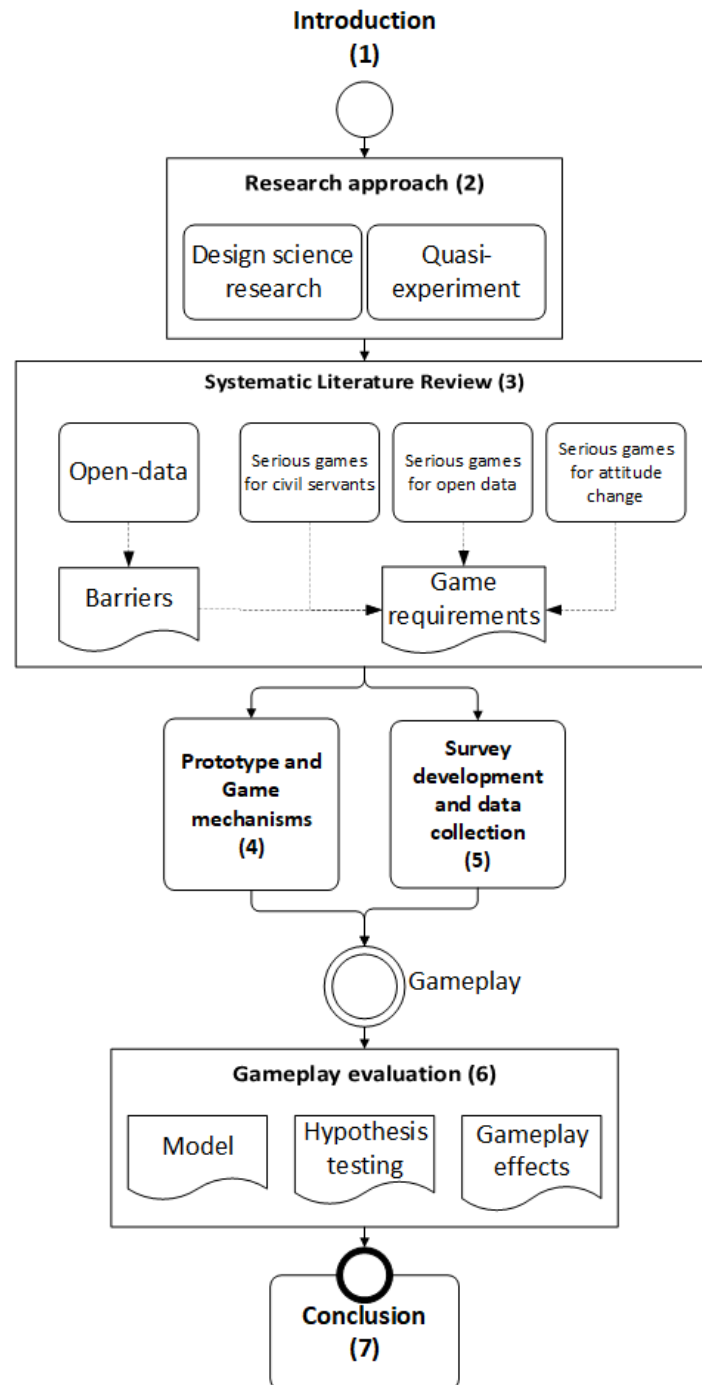 Introduction
(1)
Research approach (2)
Design science
research
Quasi-
experiment
Systematic Literature Review (3)
Open-data
Serious games
for civil servants
Serious games
for open data
Serious games
for attitude
change
Barriers
Game
requirements
Prototype and
Game
mechanisms
(4)
Survey
development
and data
collection
(5)
Gameplay
Gameplay evaluation (6)
Model
Hypothesis
testing
Gameplay
effects
Conclusion
(7)